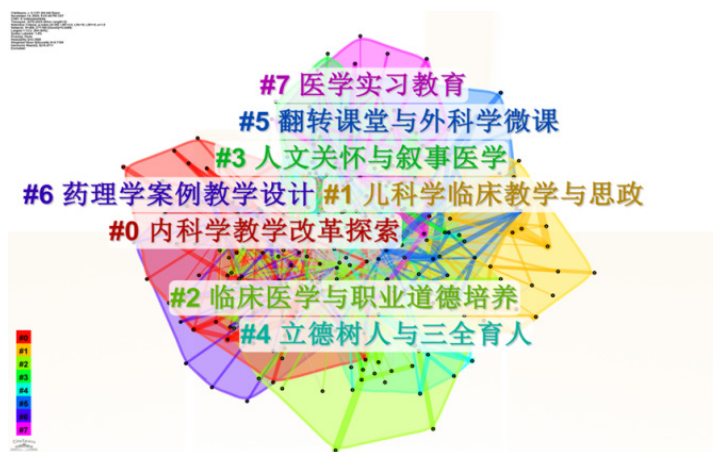 #7 医学实习教育
#5 翻转课堂与外科学微课
#3 人文关怀与叙事医学
#6 药理学案例教学设计
#1 儿科学临床教学与思政
#0 内科学教学改革探索
#2 临床医学与职业道德培养
#4 立德树人与三全育人
#0
#1
#2
#3
#4
#5
#6
#7
CiteSpace